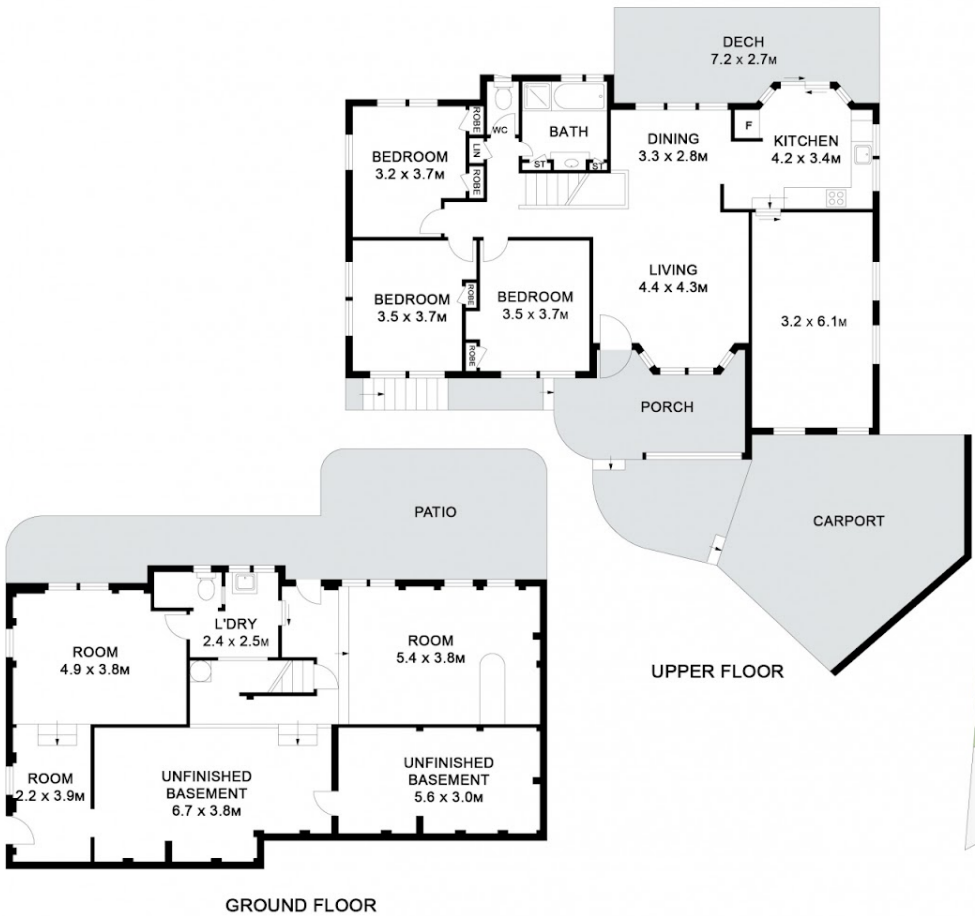 DECH
7.2 x 2.7M
ROBE
WC
BATH
DINING
3.3 x 2.8M
F
KITCHEN
4.2 x 3.4M
BEDROOM
3.2 x 3.7M
LIN
ROBE
ST
ST
LIVING
4.4 x 4.3M
BEDROOM
3.5 x 3.7M
ROBE
BEDROOM
3.5 x 3.7M
ROBE
3.2 x 6.1M
PORCH
CARPORT
UPPER FLOOR
PATIO
ROOM
4.9 x 3.8M
L'DRY
2.4 x 2.5M
ROOM
5.4 x 3.8M
ROOM
2.2 x 3.9M
UNFINISHED
BASEMENT
6.7 x 3.8M
UNFINISHED
BASEMENT
5.6 x 3.0M
GROUND FLOOR